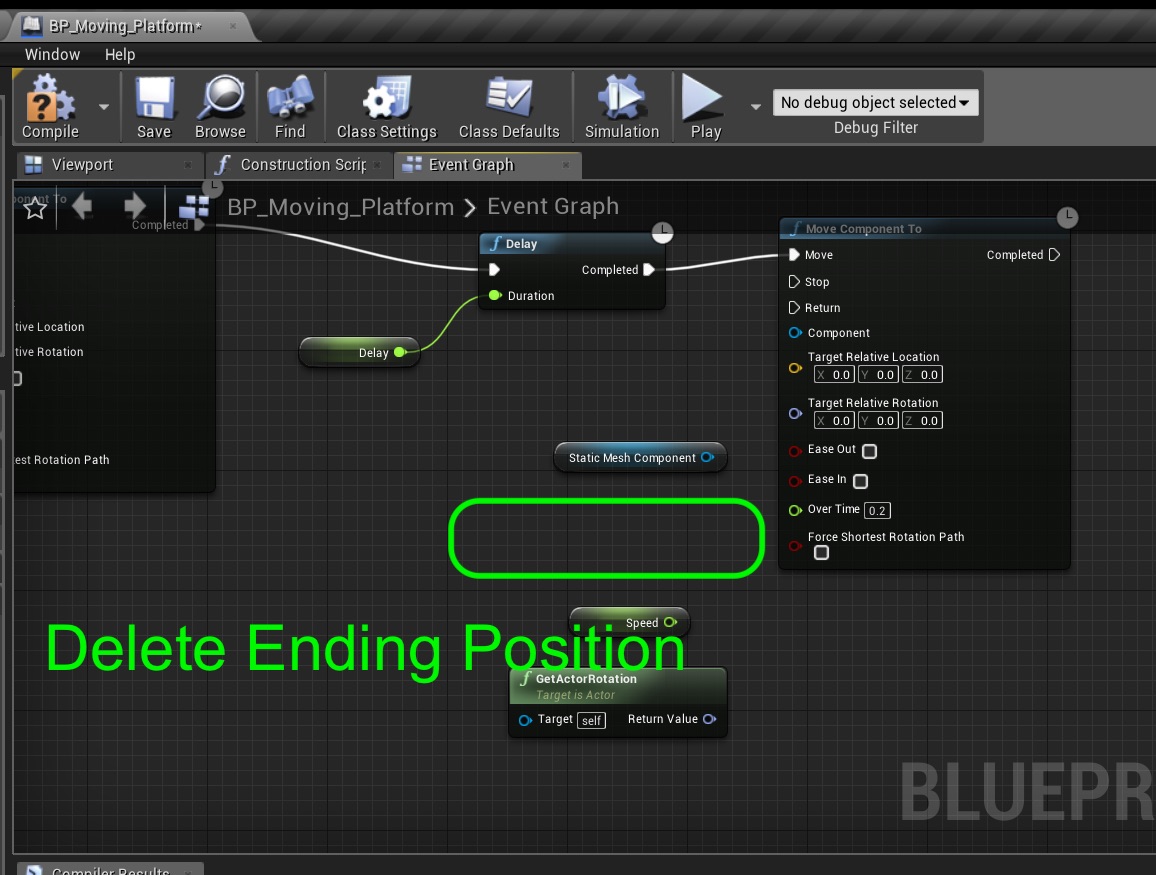 BP_Moving_Platform*
Window Help
Compile Save Browse Find Class Settings Class Defaults Simulation Play
No debug object selected
Debug Filter
Viewport Construction Scrip Event Graph
BP_Moving_Platform > Event Graph
onent To
Completed
Delay
Completed
Duration
Delay
tive Location
tive Rotation
est Rotation Path
Move Component To
Move Completed
Stop
Return
Component
Target Relative Location
X 0.0 Y 0.0 Z 0.0
Target Relative Rotation
X 0.0 Y 0.0 Z 0.0
Ease Out
Ease In
Over Time 0.2
Force Shortest Rotation Path
Static Mesh Component
Speed
Delete Ending Position
GetActorRotation
Target is Actor
Target self Return Value
BLUEPR
Compiler Results